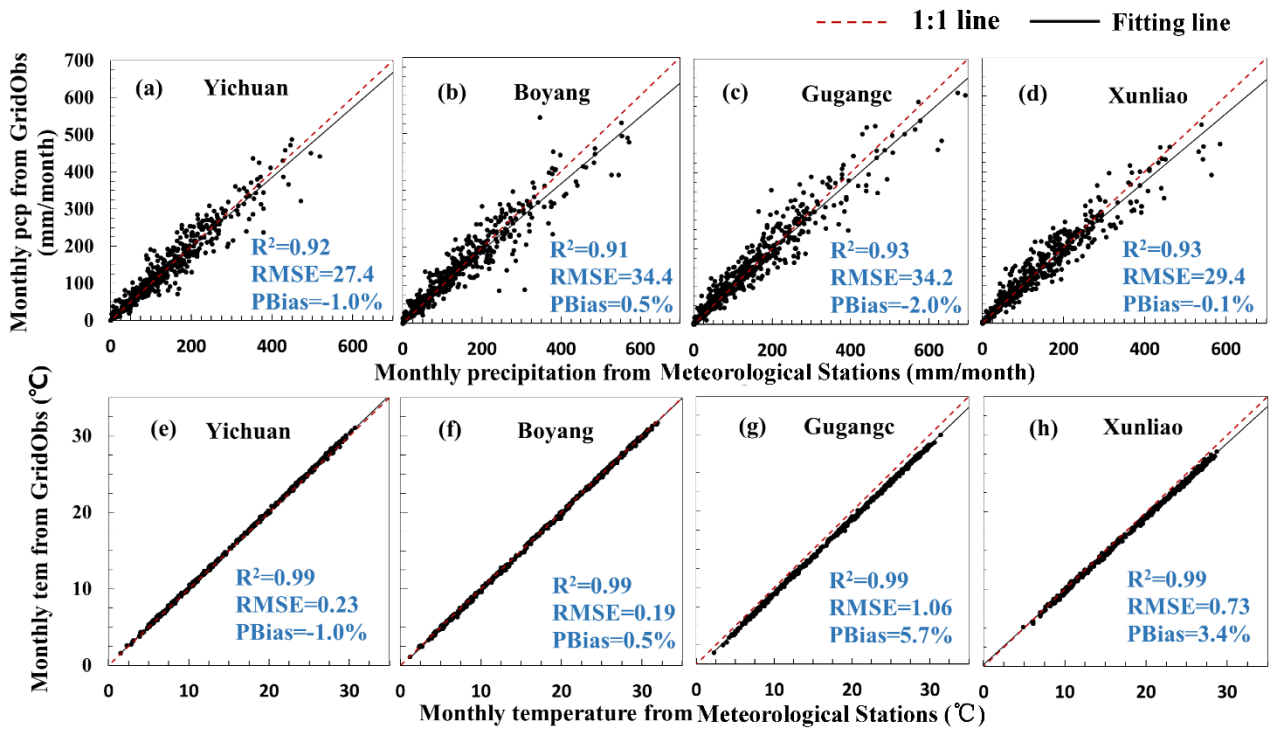 1:1 line Fitting line
Monthly pcp from GridObs
(mm/month)
700
600
500
400
300
200
100
0
(a) Yichuan
R²=0.92
RMSE=27.4
PBias=-1.0%
(b) Boyang
R²=0.91
RMSE=34.4
PBias=0.5%
(c) Gugangc
R²=0.93
RMSE=34.2
PBias=-2.0%
(d) Xunliao
R²=0.93
RMSE=29.4
PBias=-0.1%
0 200 400 600 0 200 400 600 0 200 400 600 0 200 400 600
Monthly precipitation from Meteorological Stations (mm/month)
Monthly tem from GridObs (℃)
30
20
10
0
(e) Yichuan
R²=0.99
RMSE=0.23
PBias=-1.0%
(f) Boyang
R²=0.99
RMSE=0.19
PBias=0.5%
(g) Gugangc
R²=0.99
RMSE=1.06
PBias=5.7%
(h) Xunliao
R²=0.99
RMSE=0.73
PBias=3.4%
0 10 20 30 0 10 20 30 0 10 20 30 0 10 20 30
Monthly temperature from Meteorological Stations (℃)